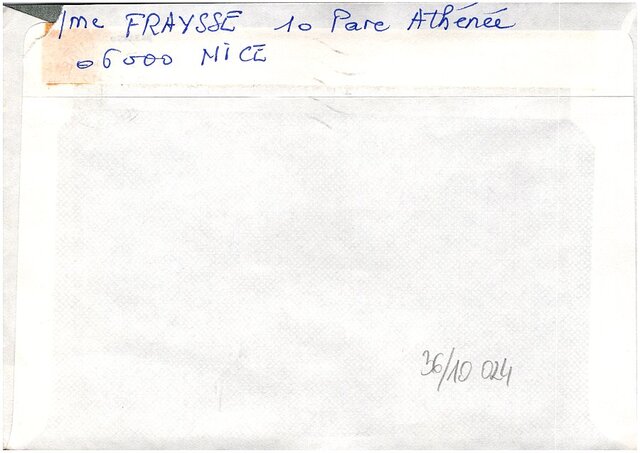 Mme FRAYSSE 10 Parc Athénée
06000 NICE
36/10 024